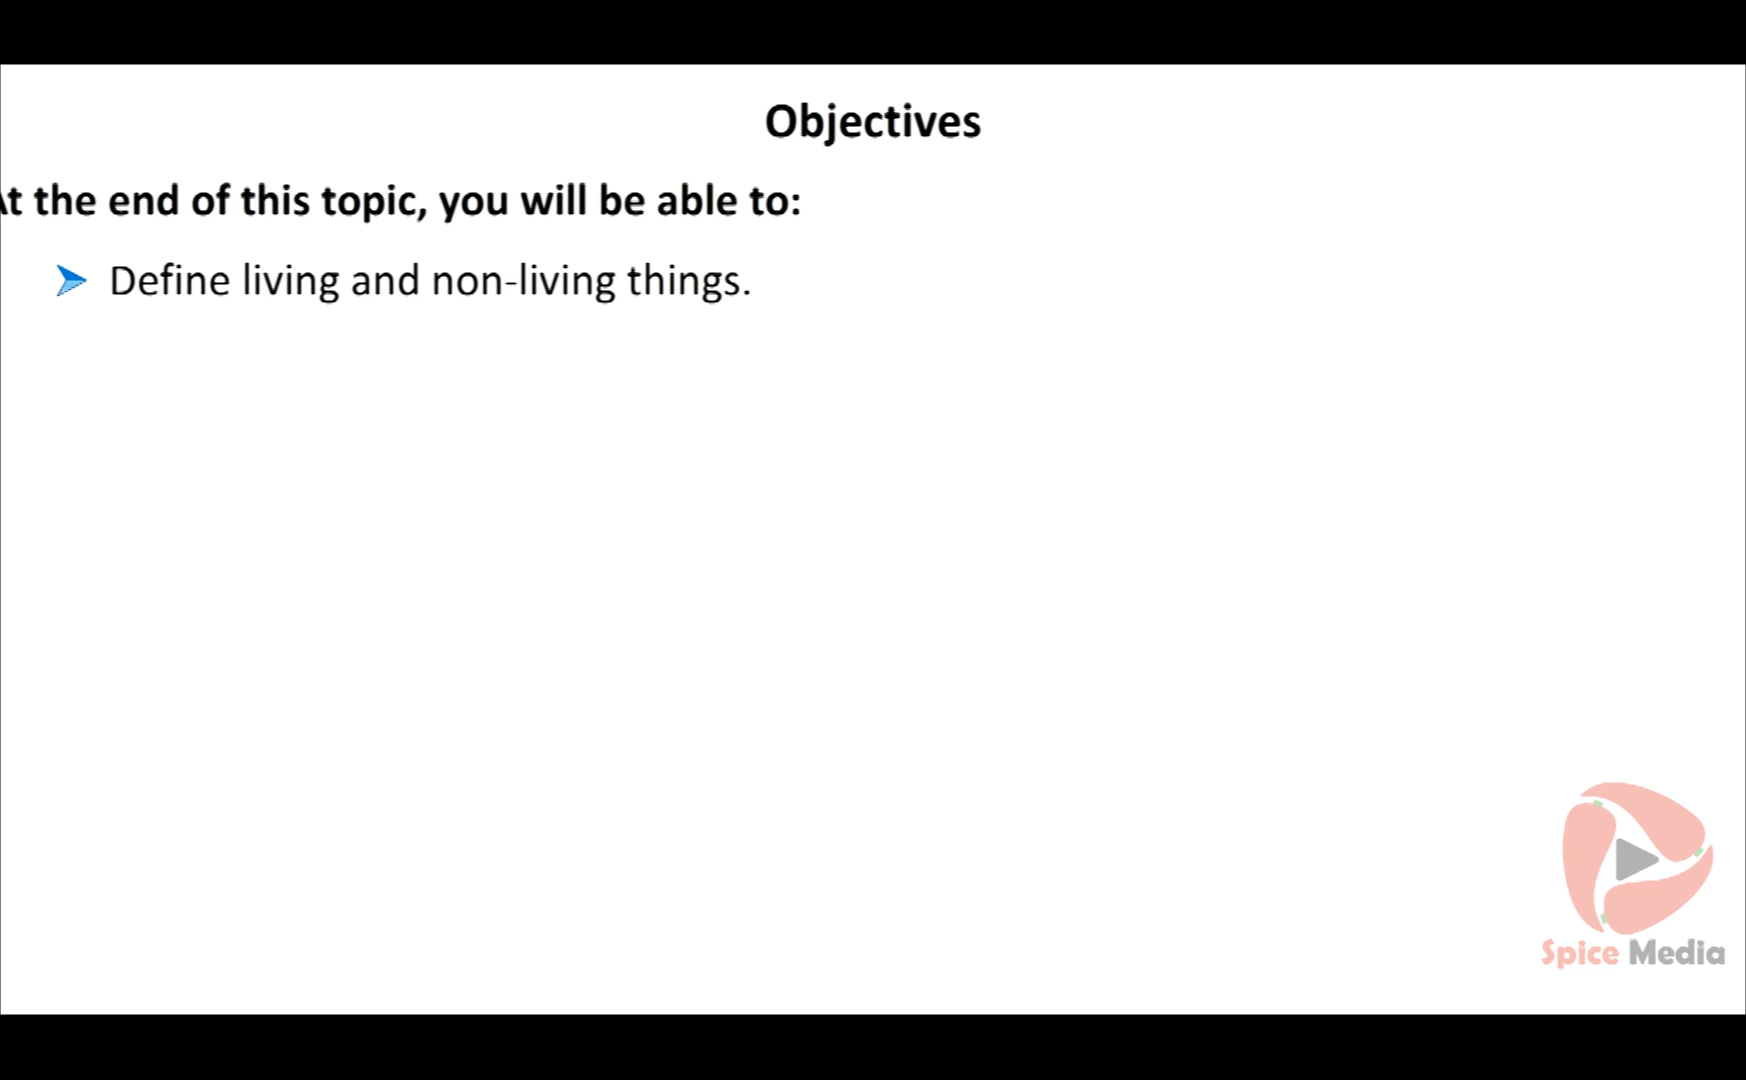 Objectives
At the end of this topic, you will be able to:
Define living and non-living things.
Spice Media